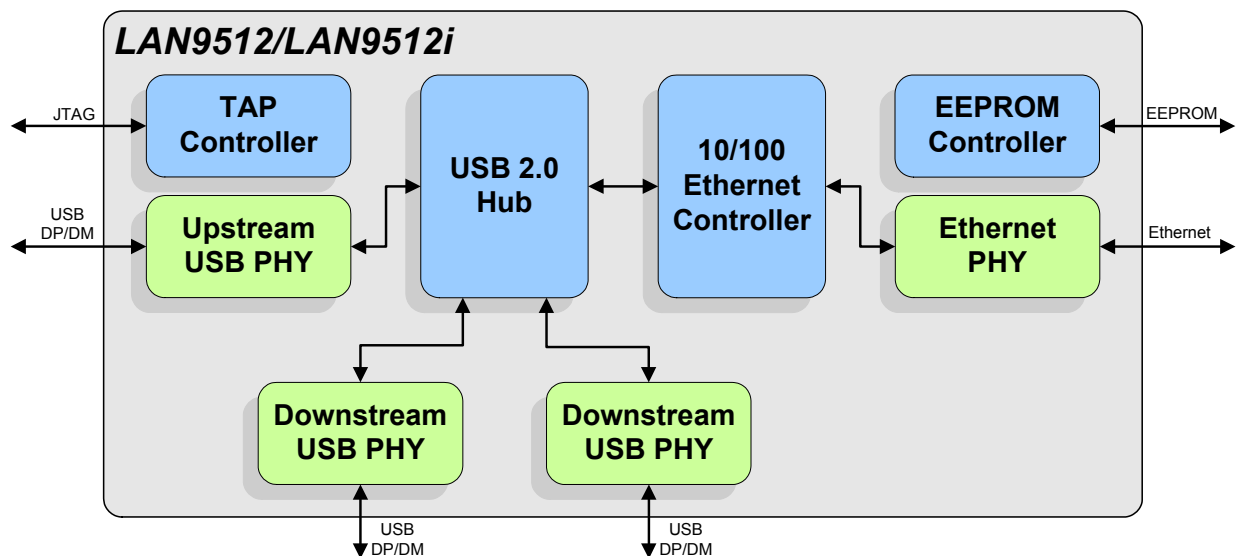 LAN9512/LAN9512i
JTAG
TAP
Controller
USB 2.0
Hub
10/100
Ethernet
Controller
EEPROM
Controller
EEPROM
USB
DP/DM
Upstream
USB PHY
Ethernet
PHY
Ethernet
Downstream
USB PHY
Downstream
USB PHY
USB
DP/DM
USB
DP/DM